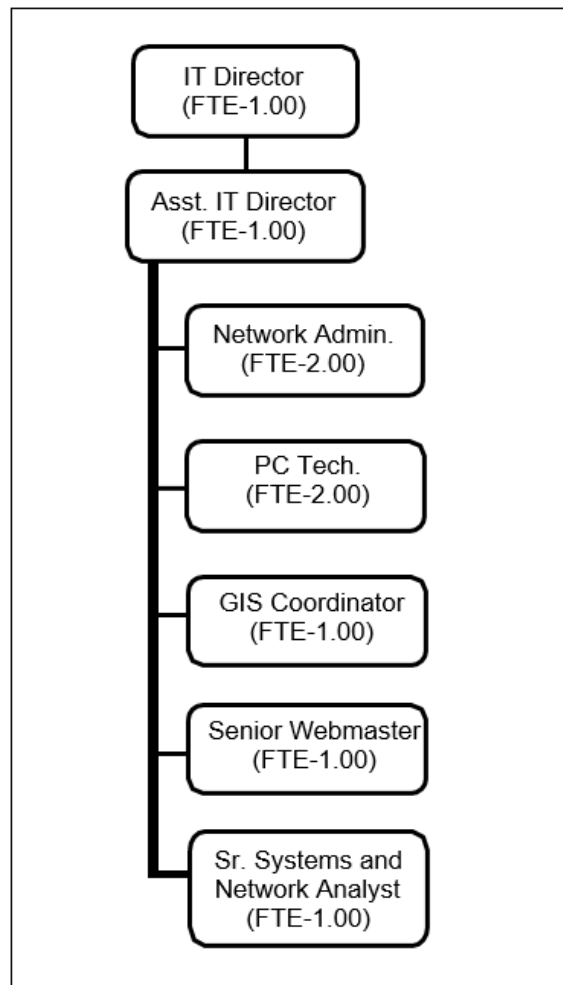 IT Director
(FTE-1.00)
Asst. IT Director
(FTE-1.00)
Network Admin.
(FTE-2.00)
PC Tech.
(FTE-2.00)
GIS Coordinator
(FTE-1.00)
Senior Webmaster
(FTE-1.00)
Sr. Systems and
Network Analyst
(FTE-1.00)